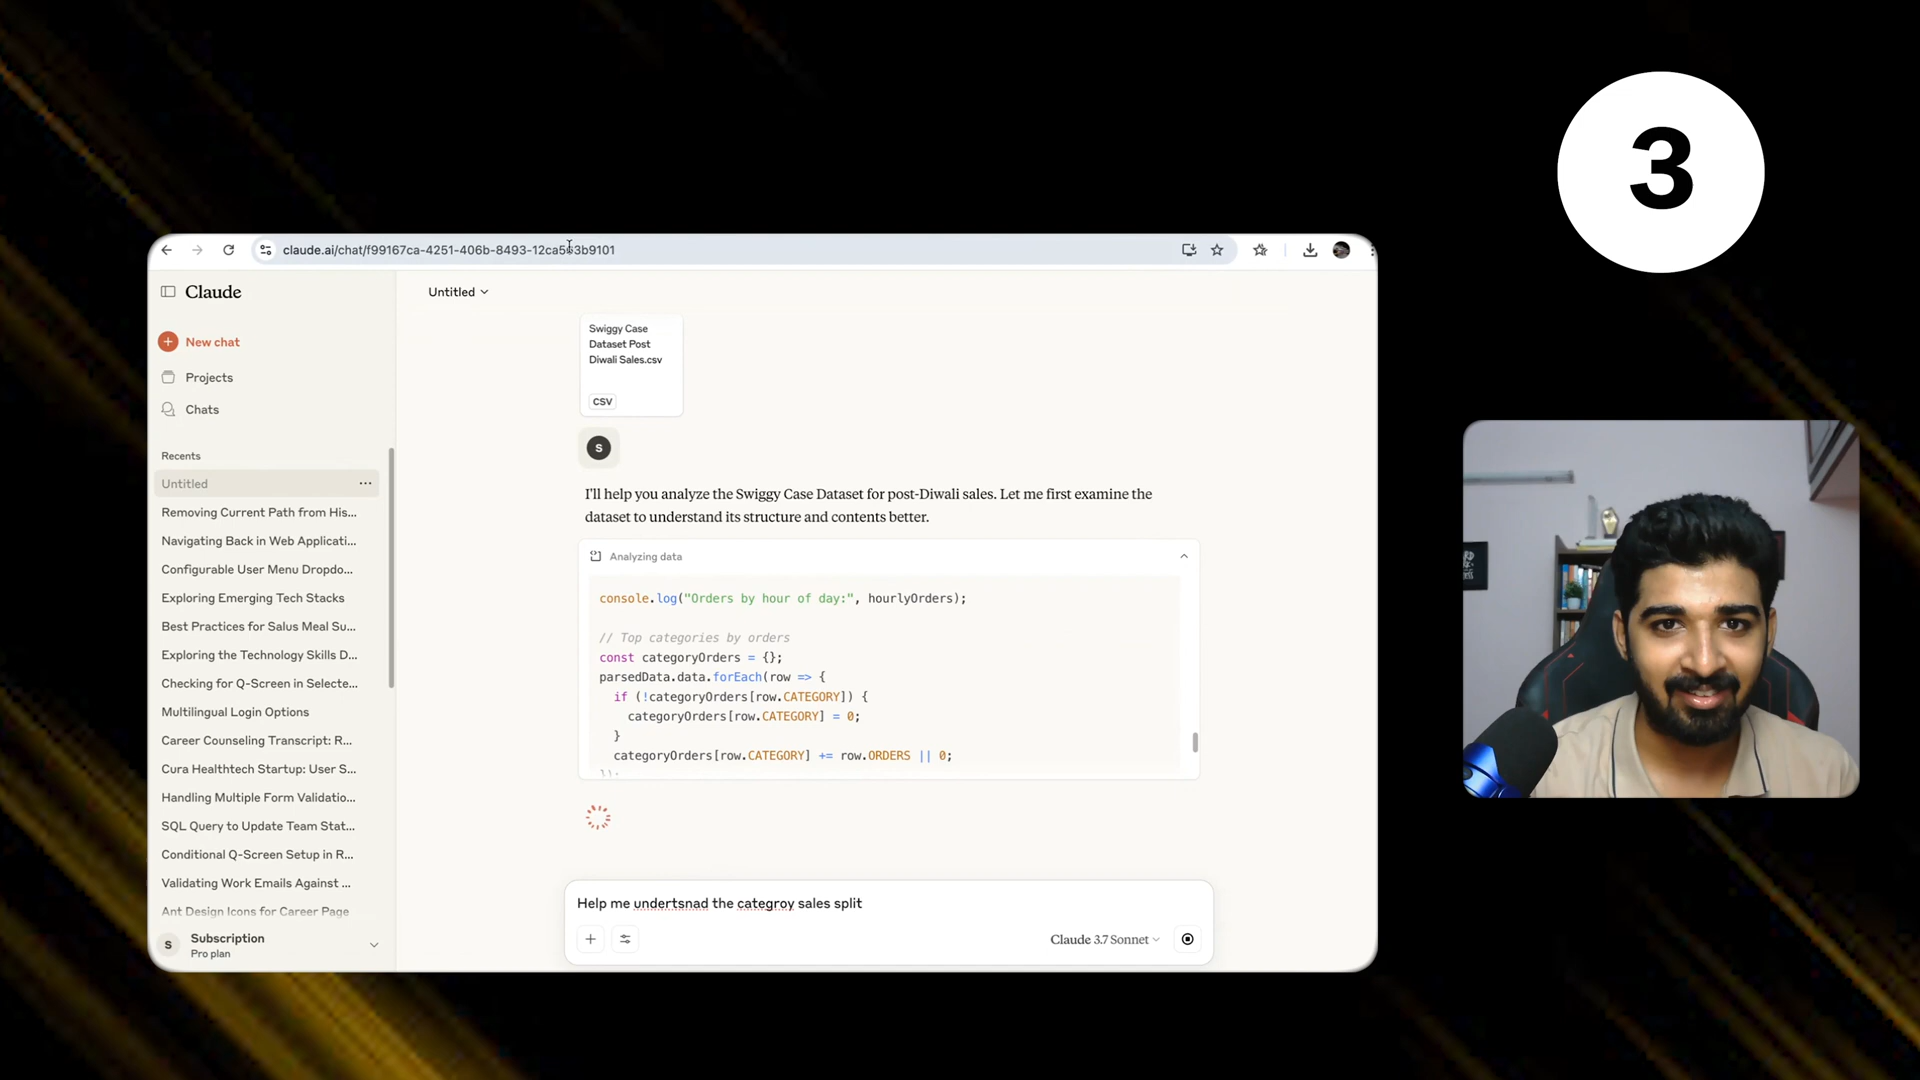 3
claude.ai/chat/f99167ca-4251-406b-8493-12ca563b9101
Claude
New chat
Projects
Chats
Recents
Untitled
Removing Current Path from His...
Navigating Back in Web Applicati...
Configurable User Menu Dropdo...
Exploring Emerging Tech Stacks
Best Practices for Salus Meal Su...
Exploring the Technology Skills D...
Checking for Q-Screen in Selecte...
Multilingual Login Options
Career Counseling Transcript: R...
Cura Healthtech Startup: User S...
Handling Multiple Form Validatio...
SQL Query to Update Team Stat...
Conditional Q-Screen Setup in R...
Validating Work Emails Against ...
Ant Design Icons for Career Page
S
Subscription
Pro plan
Untitled
Swiggy Case
Dataset Post
Diwali Sales.csv
CSV
S
I'll help you analyze the Swiggy Case Dataset for post-Diwali sales. Let me first examine the
dataset to understand its structure and contents better.
Analyzing data
console.log("Orders by hour of day:", hourlyOrders);
// Top categories by orders
const categoryOrders = {};
parsedData.data.forEach(row => {
if (!categoryOrders[row.CATEGORY]) {
categoryOrders[row.CATEGORY] = 0;
}
categoryOrders[row.CATEGORY] += row.ORDERS || 0;
});
Help me undertsnad the categroy sales split
Claude 3.7 Sonnet